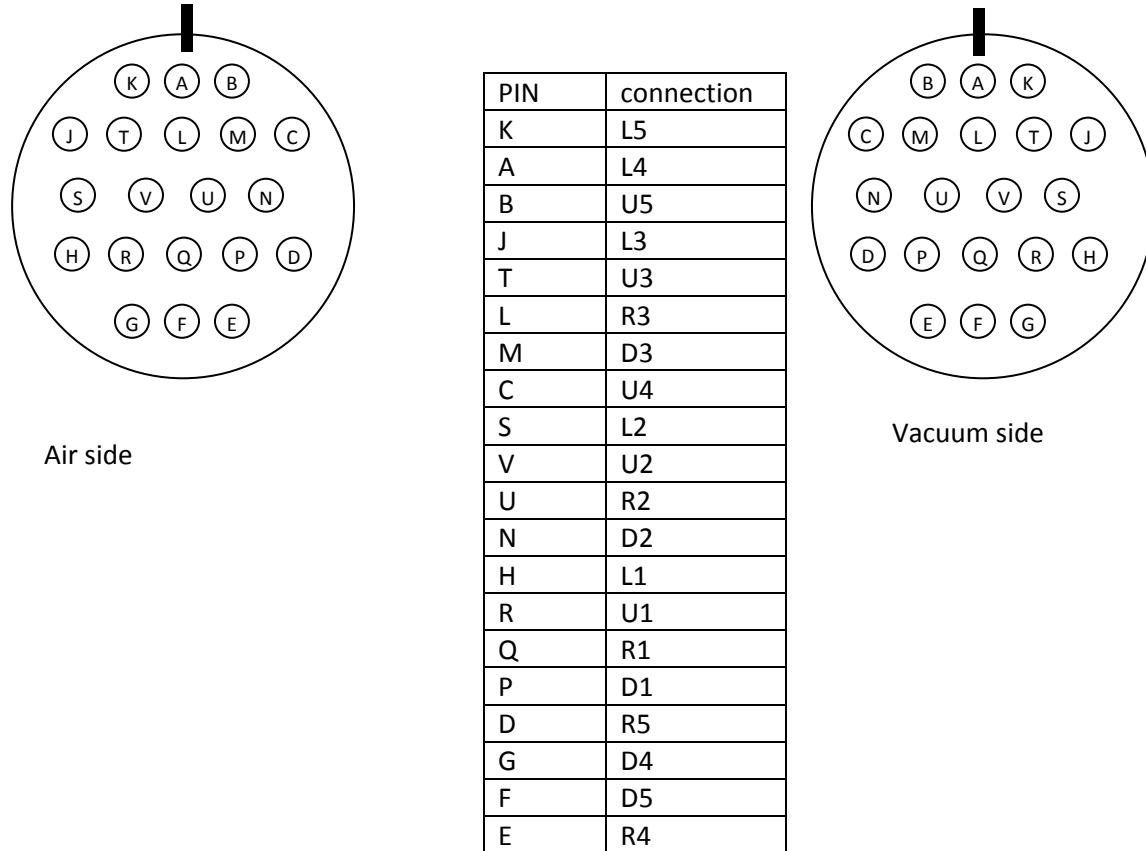 K A B
J T L M C
S V U N
H R Q P D
G F E
Air side
PIN connection
K L5
A L4
B U5
J L3
T U3
L R3
M D3
C U4
S L2
V U2
U R2
N D2
H L1
R U1
Q R1
P D1
D R5
G D4
F D5
E R4
B A K
C M L T J
N U V S
D P Q R H
E F G
Vacuum side